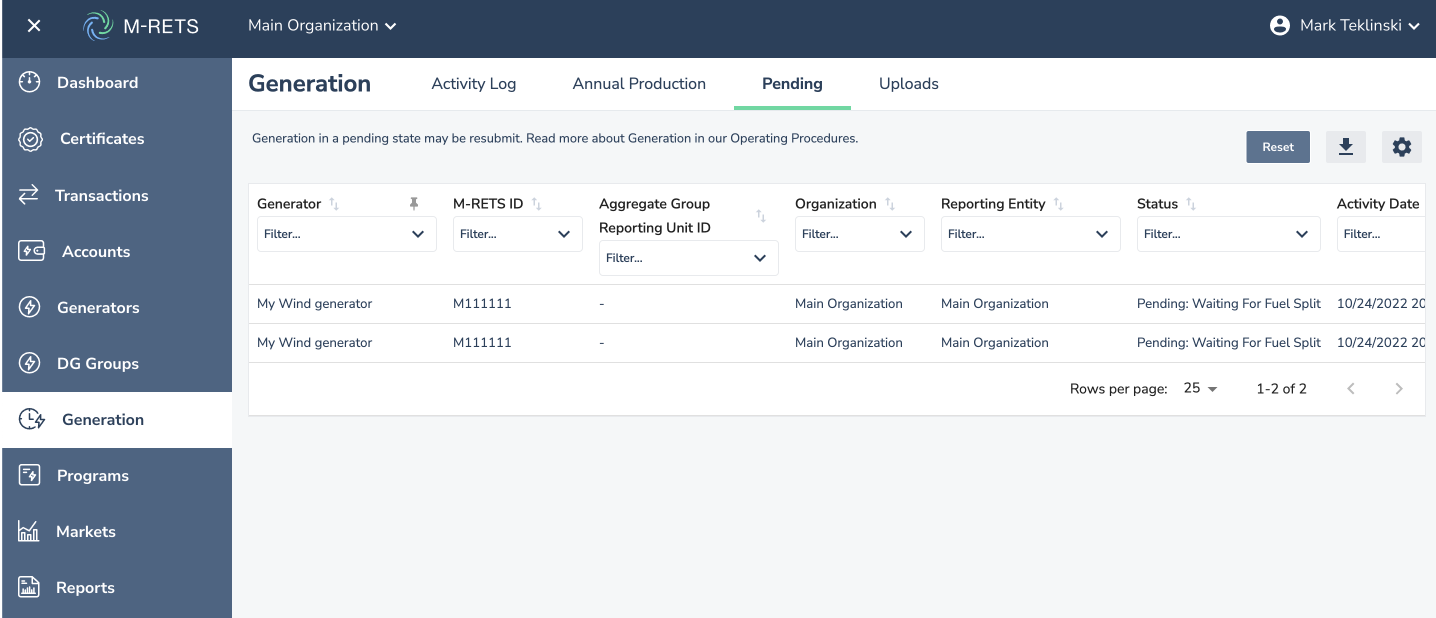 M-RETS
Main Organization
Mark Teklinski
Dashboard
Certificates
Transactions
Accounts
Generators
DG Groups
Generation
Programs
Markets
Reports
Generation
Activity Log
Annual Production
Pending
Uploads
Generation in a pending state may be resubmit. Read more about Generation in our Operating Procedures.
Reset
Generator
M-RETS ID
Aggregate Group
Reporting Unit ID
Organization
Reporting Entity
Status
Activity Date
Filter...
Filter...
Filter...
Filter...
Filter...
Filter...
Filter...
My Wind generator M111111 - Main Organization Main Organization Pending: Waiting For Fuel Split 10/24/2022 20
My Wind generator M111111 - Main Organization Main Organization Pending: Waiting For Fuel Split 10/24/2022 20
Rows per page: 25 1-2 of 2